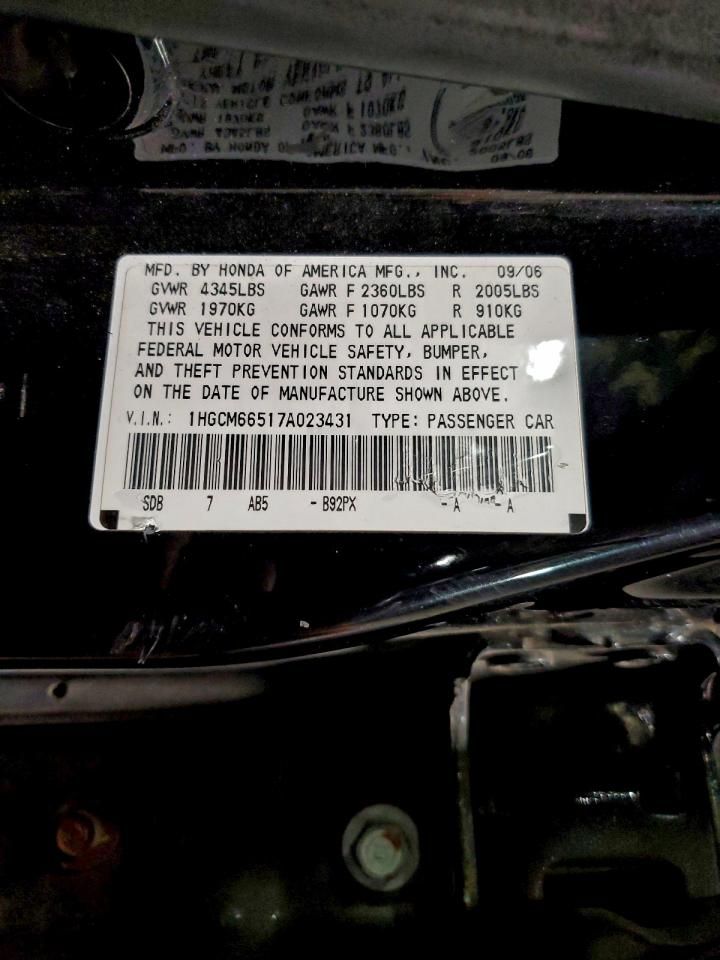 MFD. BY HONDA OF AMERICA MFG., INC. 09/06
GVWR 4345LBS GAWR F 2360LBS R 2005LBS
GVWR 1970KG GAWR F 1070KG R 910KG
THIS VEHICLE CONFORMS TO ALL APPLICABLE
FEDERAL MOTOR VEHICLE SAFETY, BUMPER,
AND THEFT PREVENTION STANDARDS IN EFFECT
ON THE DATE OF MANUFACTURE SHOWN ABOVE.
V.I.N.: 1HGCM66517A023431 TYPE: PASSENGER CAR
SDB 7 AB5 - B92PX - A - A